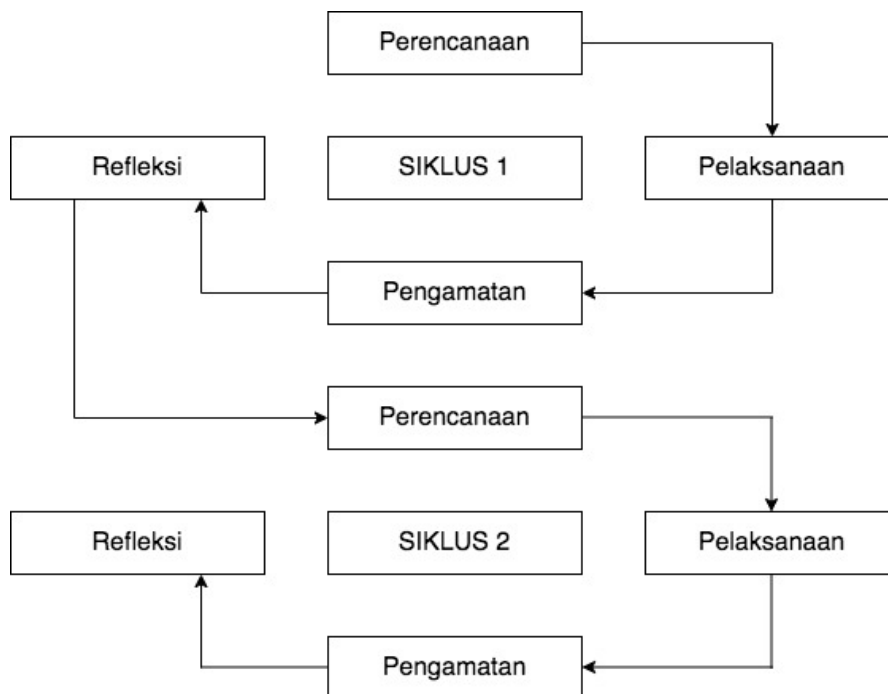 Perencanaan
Refleksi
SIKLUS 1
Pelaksanaan
Pengamatan
Perencanaan
Refleksi
SIKLUS 2
Pelaksanaan
Pengamatan